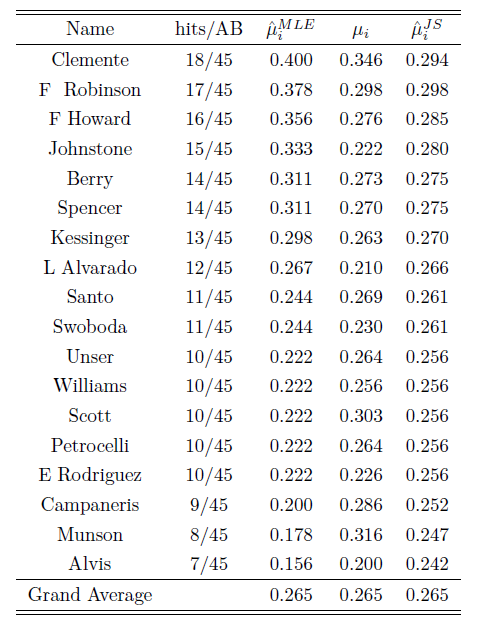 Name hits/AB μ̂ᵢᴹᴸᴱ μᵢ μ̂ᵢᴶˢ
Clemente 18/45 0.400 0.346 0.294
F Robinson 17/45 0.378 0.298 0.298
F Howard 16/45 0.356 0.276 0.285
Johnstone 15/45 0.333 0.222 0.280
Berry 14/45 0.311 0.273 0.275
Spencer 14/45 0.311 0.270 0.275
Kessinger 13/45 0.298 0.263 0.270
L Alvarado 12/45 0.267 0.210 0.266
Santo 11/45 0.244 0.269 0.261
Swoboda 11/45 0.244 0.230 0.261
Unser 10/45 0.222 0.264 0.256
Williams 10/45 0.222 0.256 0.256
Scott 10/45 0.222 0.303 0.256
Petrocelli 10/45 0.222 0.264 0.256
E Rodriguez 10/45 0.222 0.226 0.256
Campaneris 9/45 0.200 0.286 0.252
Munson 8/45 0.178 0.316 0.247
Alvis 7/45 0.156 0.200 0.242
Grand Average 0.265 0.265 0.265